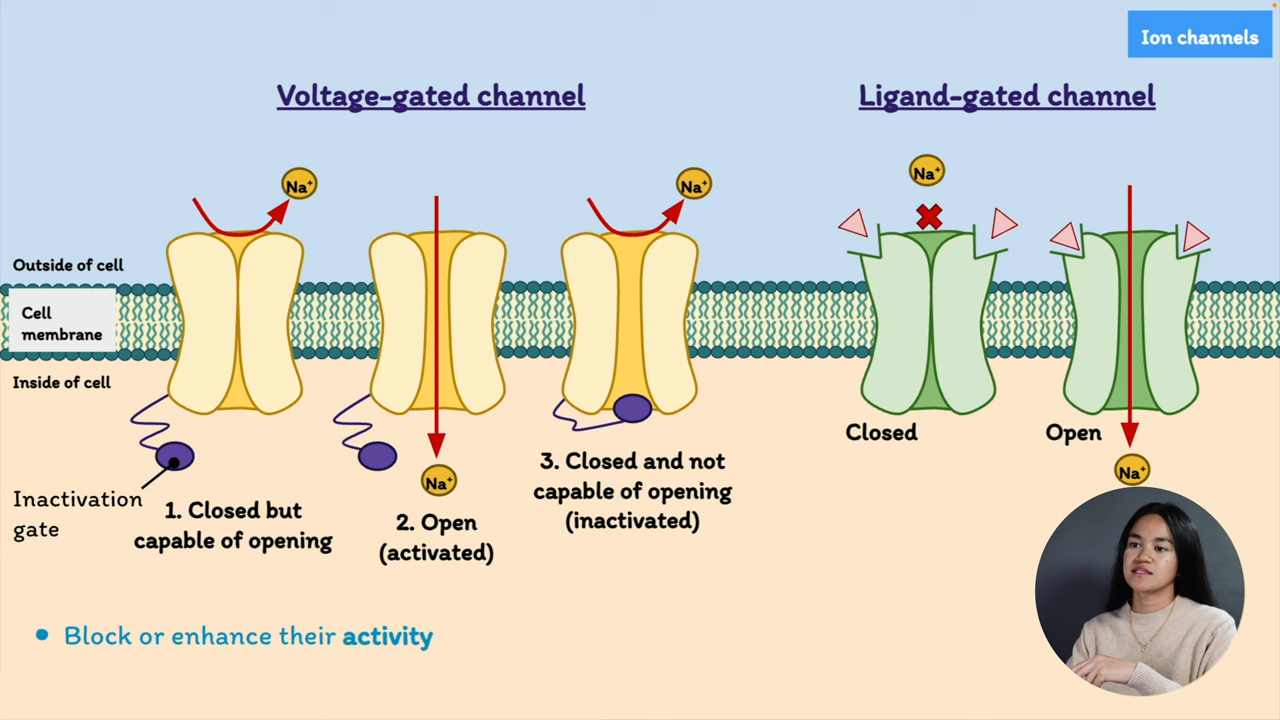 Ion channels
Voltage-gated channel
Ligand-gated channel
Na⁺
Na⁺
Na⁺
Outside of cell
Cell
membrane
Inside of cell
Inactivation
gate
1. Closed but
capable of opening
Na⁺
2. Open
(activated)
3. Closed and not
capable of opening
(inactivated)
Closed
Open
Na⁺
• Block or enhance their activity